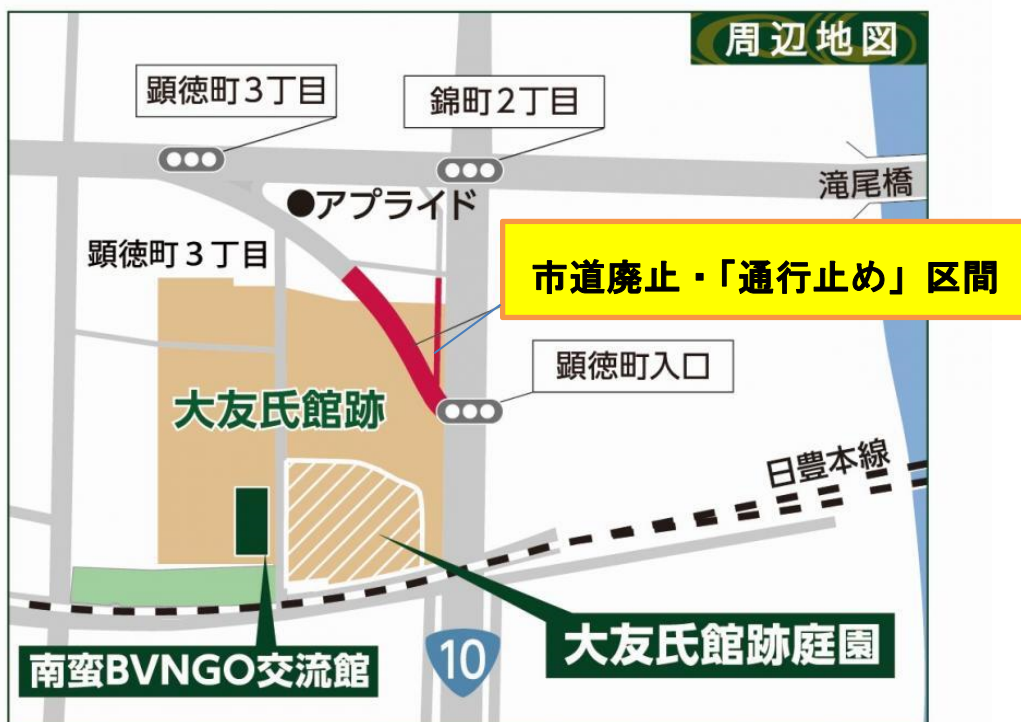 周辺地図
顕徳町3丁目
錦町2丁目
滝尾橋
●アプライド
顕徳町3丁目
市道廃止・「通行止め」区間
顕徳町入口
大友氏館跡
日豊本線
大友氏館跡庭園
南蛮BVNGO交流館
10